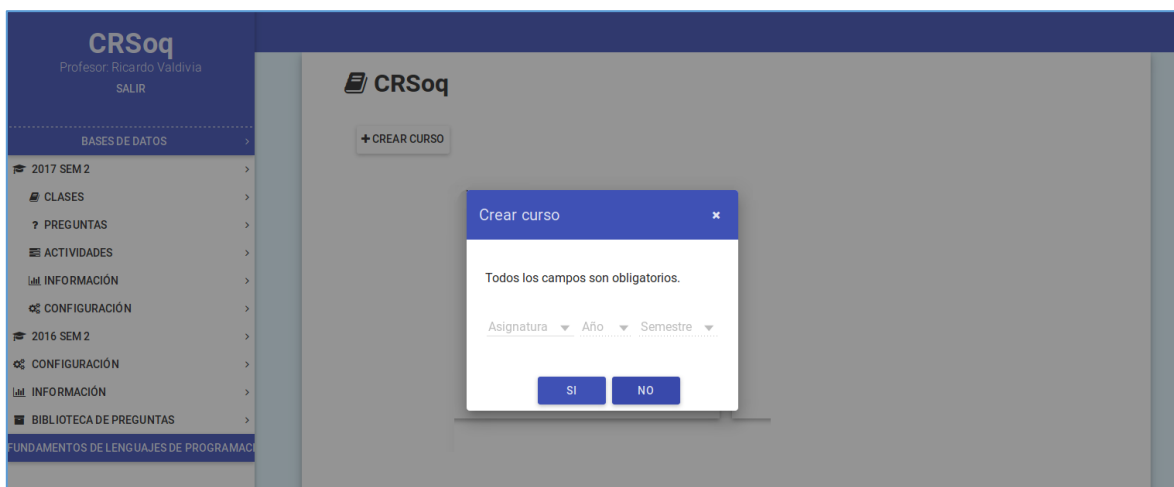 CRSoq
Profesor: Ricardo Valdivia
SALIR
BASES DE DATOS
2017 SEM 2
CLASES
? PREGUNTAS
ACTIVIDADES
INFORMACIÓN
CONFIGURACIÓN
2016 SEM 2
CONFIGURACIÓN
INFORMACIÓN
BIBLIOTECA DE PREGUNTAS
FUNDAMENTOS DE LENGUAJES DE PROGRAMACI
CRSoq
+ CREAR CURSO
Crear curso ×
Todos los campos son obligatorios.
Asignatura Año Semestre
SI NO